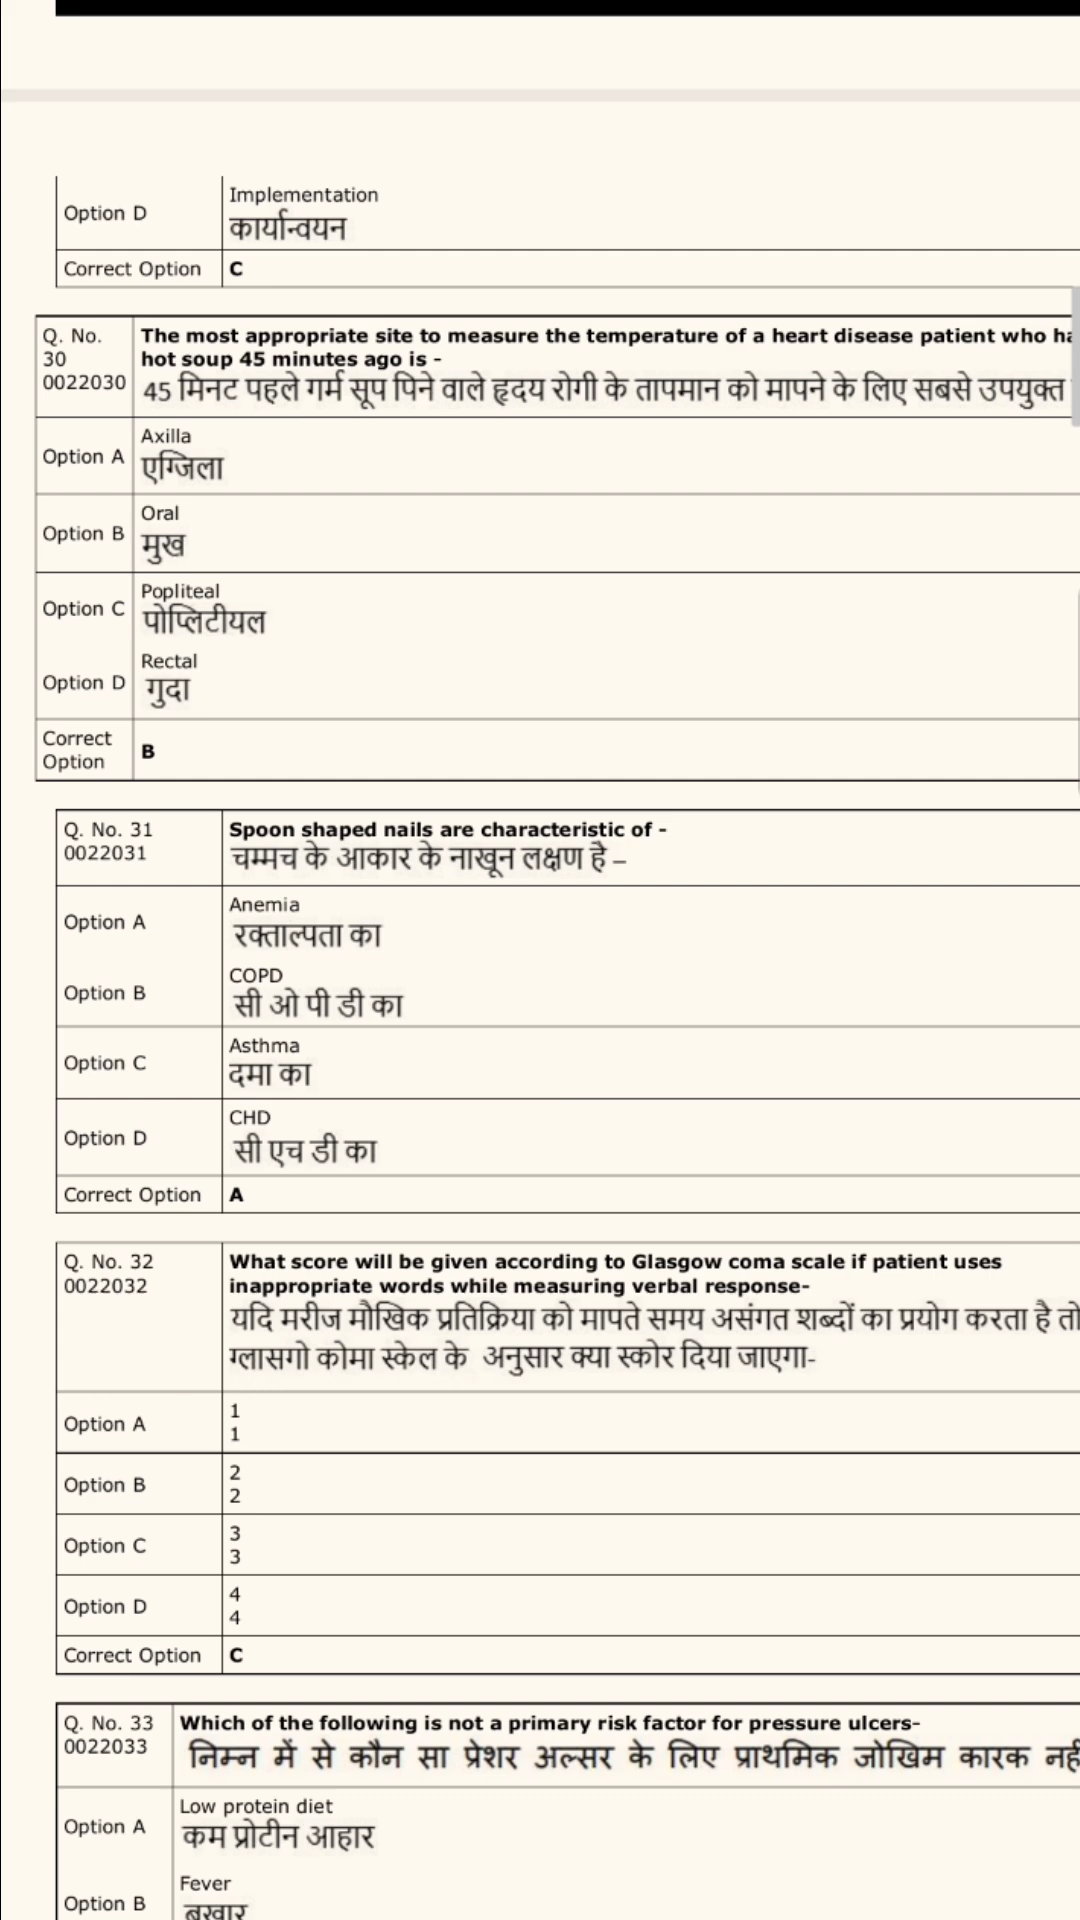 Option D
Implementation
कार्यान्वयन
Correct Option
C
Q. No. 30 0022030
The most appropriate site to measure the temperature of a heart disease patient who
hot soup 45 minutes ago is -
45 मिनट पहले गर्म सूप पिने वाले हृदय रोगी के तापमान को मापने के लिए सबसे उपयुक्त
Option A
Axilla
एग्जिला
Option B
Oral
मुख
Option C
Popliteal
पोप्लिटीयल
Option D
Rectal
गुदा
Correct Option
B
Q. No. 31
0022031
Spoon shaped nails are characteristic of -
चम्मच के आकार के नाखून लक्षण है –
Option A
Anemia
रक्ताल्पता का
Option B
COPD
सी ओ पी डी का
Option C
Asthma
दमा का
Option D
CHD
सी एच डी का
Correct Option
A
Q. No. 32
0022032
What score will be given according to Glasgow coma scale if patient uses
inappropriate words while measuring verbal response-
यदि मरीज मौखिक प्रतिक्रिया को मापते समय असंगत शब्दों का प्रयोग करता है तो
ग्लासगो कोमा स्केल के अनुसार क्या स्कोर दिया जाएगा-
Option A
1
1
Option B
2
2
Option C
3
3
Option D
4
4
Correct Option
C
Q. No. 33
0022033
Which of the following is not a primary risk factor for pressure ulcers-
निम्न में से कौन सा प्रेशर अल्सर के लिए प्राथमिक जोखिम कारक
Option A
Low protein diet
कम प्रोटीन आहार
Option B
Fever
बुखार